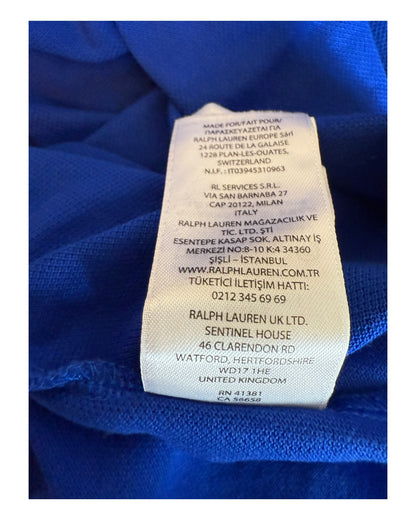 MADE FOR/FAIT POUR/
ΠΑΡΑΣΚΕΥΑΖΕΤΑΙ ΓΙΑ
RALPH LAUREN EUROPE Sàrl
24 ROUTE DE LA GALAISE
1228 PLAN-LES-OUATES,
SWITZERLAND
N.I.F. : IT03945310963
RL SERVICES S.R.L.
VIA SAN BARNABA 27
CAP 20122, MILAN
ITALY
RALPH LAUREN MAĞAZACILIK VE
TİC. LTD. ŞTİ
ESENTEPE KASAP SOK. ALTINAY İŞ
MERKEZİ NO:8-10 K:4 34360
ŞİŞLİ - İSTANBUL
WWW.RALPHLAUREN.COM.TR
TÜKETİCİ İLETİŞİM HATTI:
0212 345 69 69
RALPH LAUREN UK LTD.
SENTINEL HOUSE
46 CLARENDON RD
WATFORD, HERTFORDSHIRE
WD17 1HE
UNITED KINGDOM
RN 41381
CA 56658